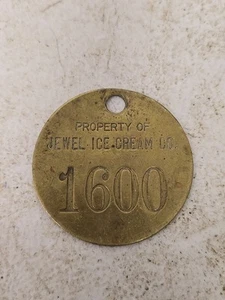 PROPERTY OF
JEWEL ICE CREAM CO.
1600